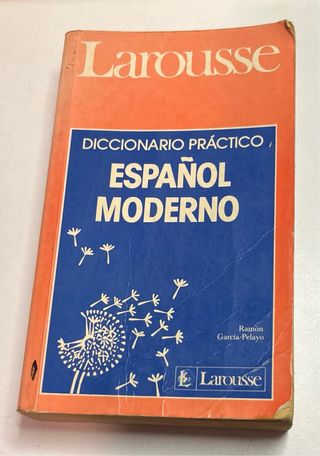 Larousse
DICCIONARIO PRÁCTICO
ESPAÑOL
MODERNO
Ramón
García-Pelayo
Larousse